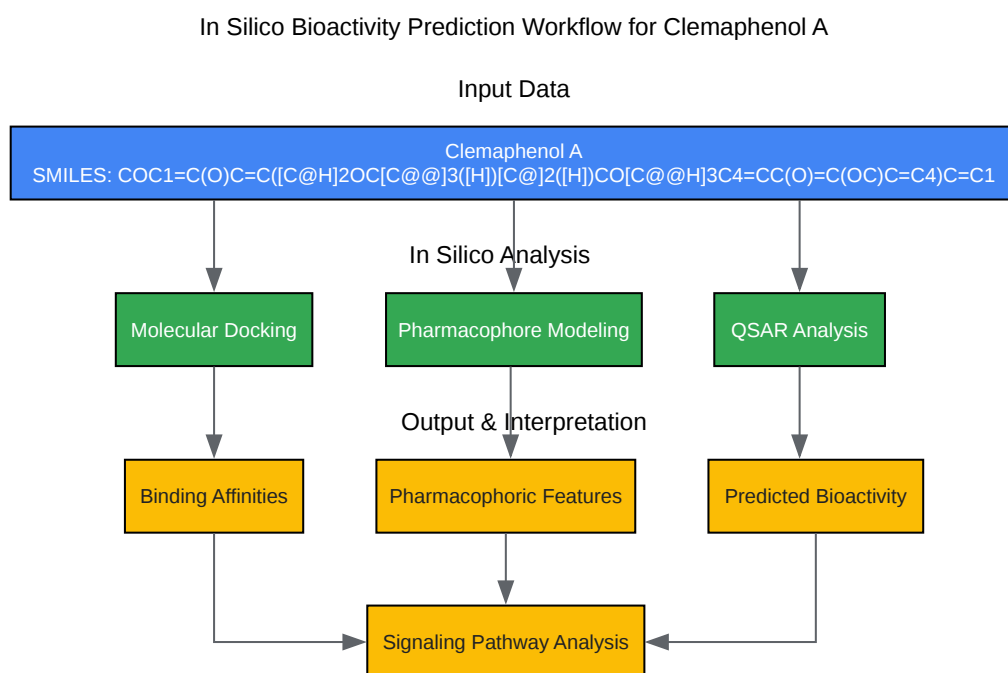 In Silico Bioactivity Prediction Workflow for Clemaphenol A
Input Data
Clemaphenol A
SMILES: COC1=C(O)C=C([C@H]2OC[C@@]3([H])[C@]2([H])CO[C@@H]3C4=CC(O)=C(OC)C=C4)C=C1
In Silico Analysis
Molecular Docking
Pharmacophore Modeling
QSAR Analysis
Output & Interpretation
Binding Affinities
Pharmacophoric Features
Predicted Bioactivity
Signaling Pathway Analysis